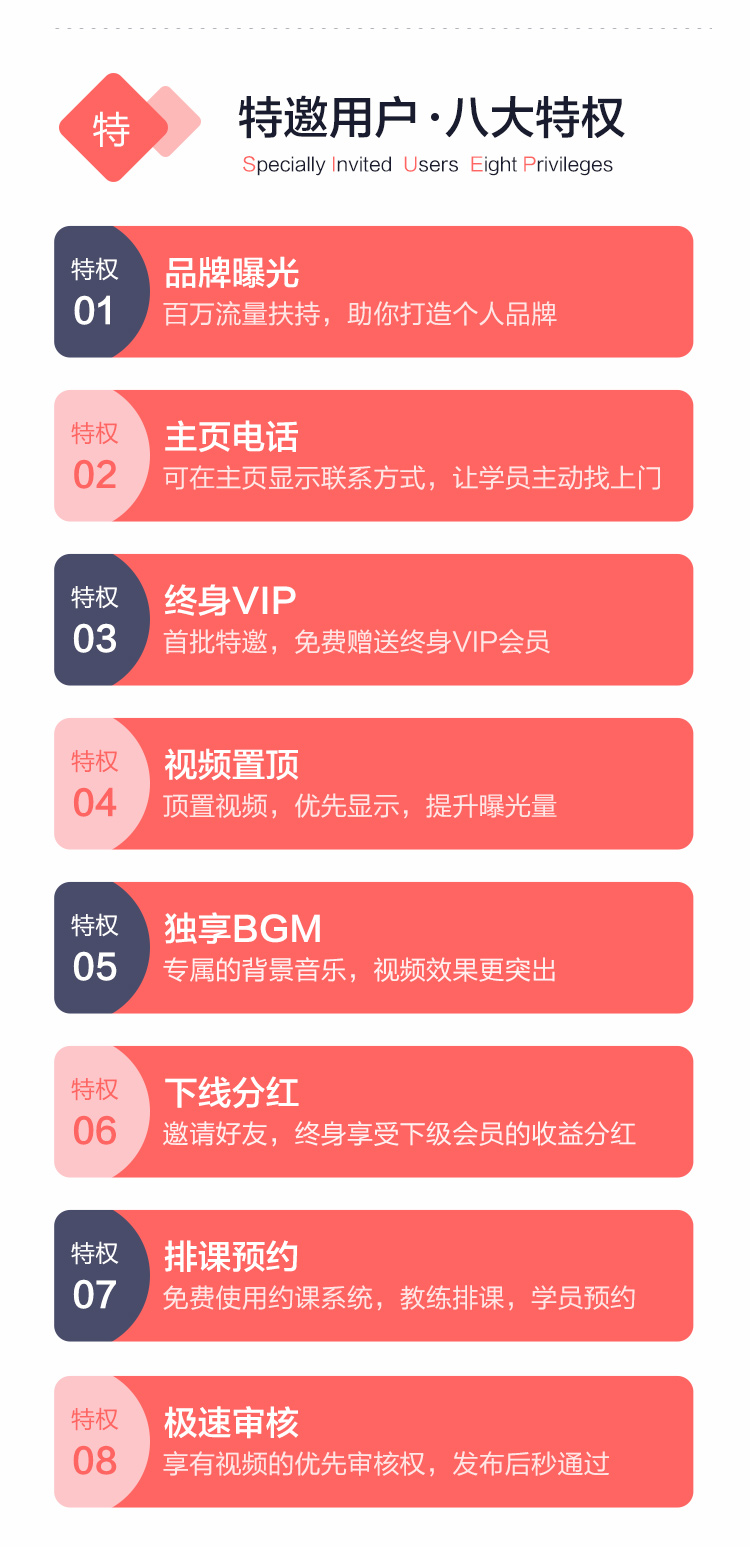 特
特邀用户·八大特权
Specially Invited Users Eight Privileges
特权
01
品牌曝光
百万流量扶持，助你打造个人品牌
特权
02
主页电话
可在主页显示联系方式，让学员主动找上门
特权
03
终身VIP
首批特邀，免费赠送终身VIP会员
特权
04
视频置顶
顶置视频，优先显示，提升曝光量
特权
05
独享BGM
专属的背景音乐，视频效果更突出
特权
06
下线分红
邀请好友，终身享受下级会员的收益分红
特权
07
排课预约
免费使用约课系统，教练排课，学员预约
特权
08
极速审核
享有视频的优先审核权，发布后秒通过